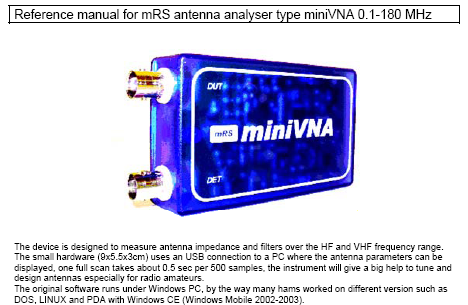 Reference manual for mRS antenna analyser type miniVNA 0.1-180 MHz
DUT
mRS miniVNA
DET
The device is designed to measure antenna impedance and filters over the HF and VHF frequency range.
The small hardware (9x5.5x3cm) uses an USB connection to a PC where the antenna parameters can be
displayed, one full scan takes about 0.5 sec per 500 samples, the instrument will give a big help to tune and
design antennas especially for radio amateurs.
The original software runs under Windows PC, by the way many hams worked on different version such as
DOS, LINUX and PDA with Windows CE (Windows Mobile 2002-2003).